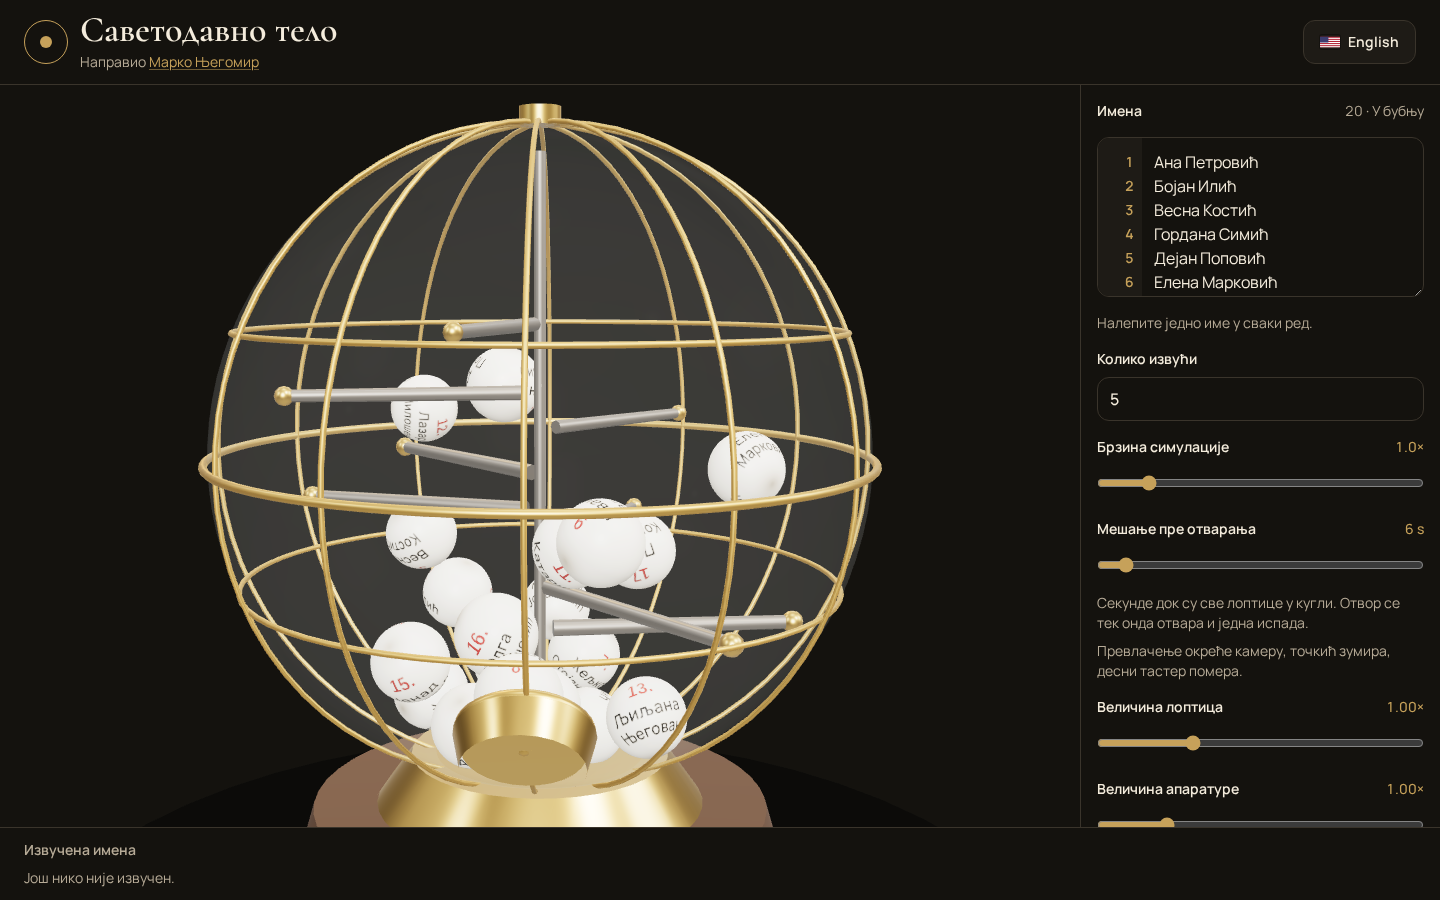 Саветодавно тело
Направио Марко Његомир
English
Имена
20 · У бубњу
1 Ана Петровић
2 Бојан Илић
3 Весна Костић
4 Гордана Симић
5 Дејан Поповић
6 Елена Марковић
Налепите једно име у сваки ред.
Колико извући
5
Брзина симулације
1.0×
Мешање пре отварања
6 s
Секунде док су све лоптице у кугли. Отвор се
тек онда отвара и једна испада.
Превлачење окреће камеру, точкић зумира,
десни тастер помера.
Величина лоптица
1.00×
Величина апаратуре
1.00×
12.
17
16.
15.
13.
Љиљана
Извучена имена
Још нико није извучен.